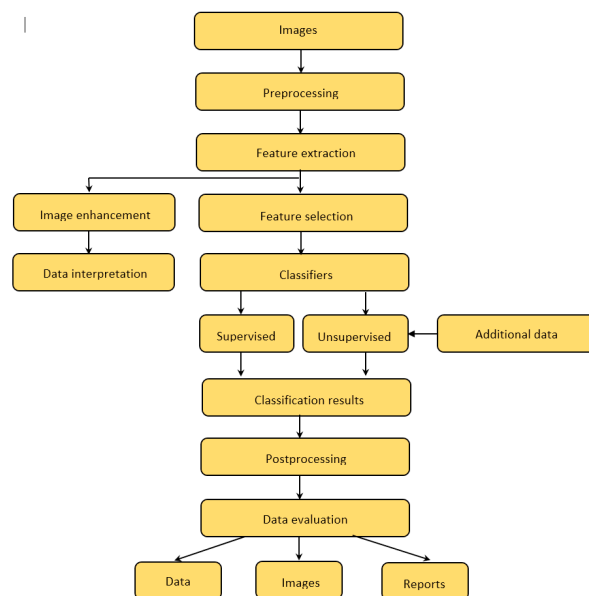 Images
Preprocessing
Feature extraction
Image enhancement
Feature selection
Data interpretation
Classifiers
Supervised
Unsupervised
Additional data
Classification results
Postprocessing
Data evaluation
Data
Images
Reports